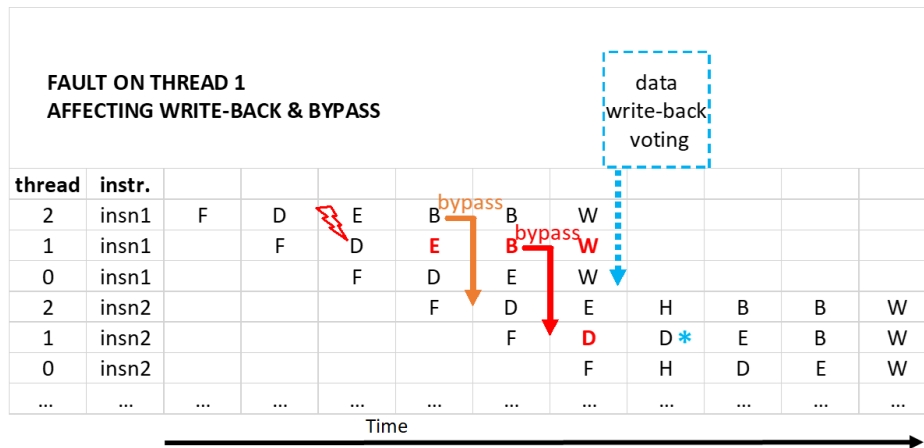 FAULT ON THREAD 1
AFFECTING WRITE-BACK & BYPASS
data
write-back
voting
thread instr.
bypass
2 insn1 F D E B B W
bypass
1 insn1 F D E B W
0 insn1 F D E W
2 insn2 F D E H B B W
1 insn2 F D D* E B W
0 insn2 F H D E W
... ... ... ... ... ... ... ... ... ... ... ...
Time